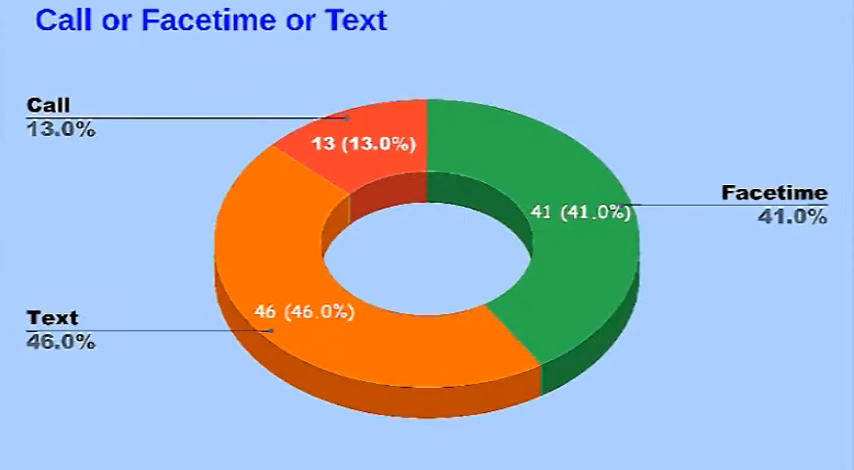 Call or Facetime or Text
Call
13.0%
13 (13.0%)
41 (41.0%)
Facetime
41.0%
46 (46.0%)
Text
46.0%